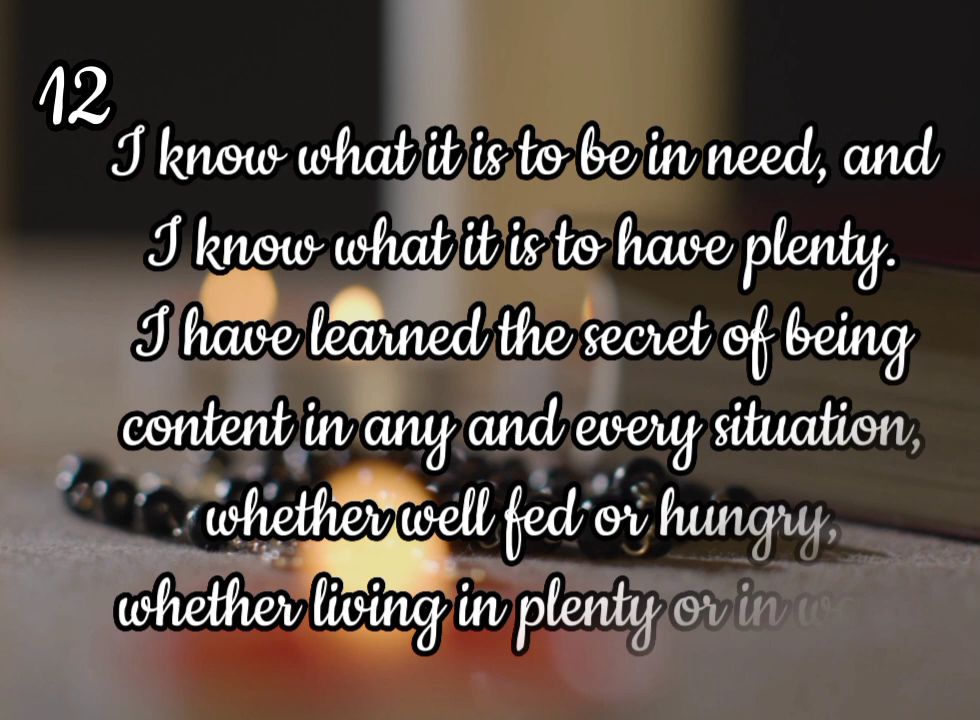 12
I know what it is to be in need, and
I know what it is to have plenty.
I have learned the secret of being
content in any and every situation,
whether well fed or hungry,
whether living in plenty or in